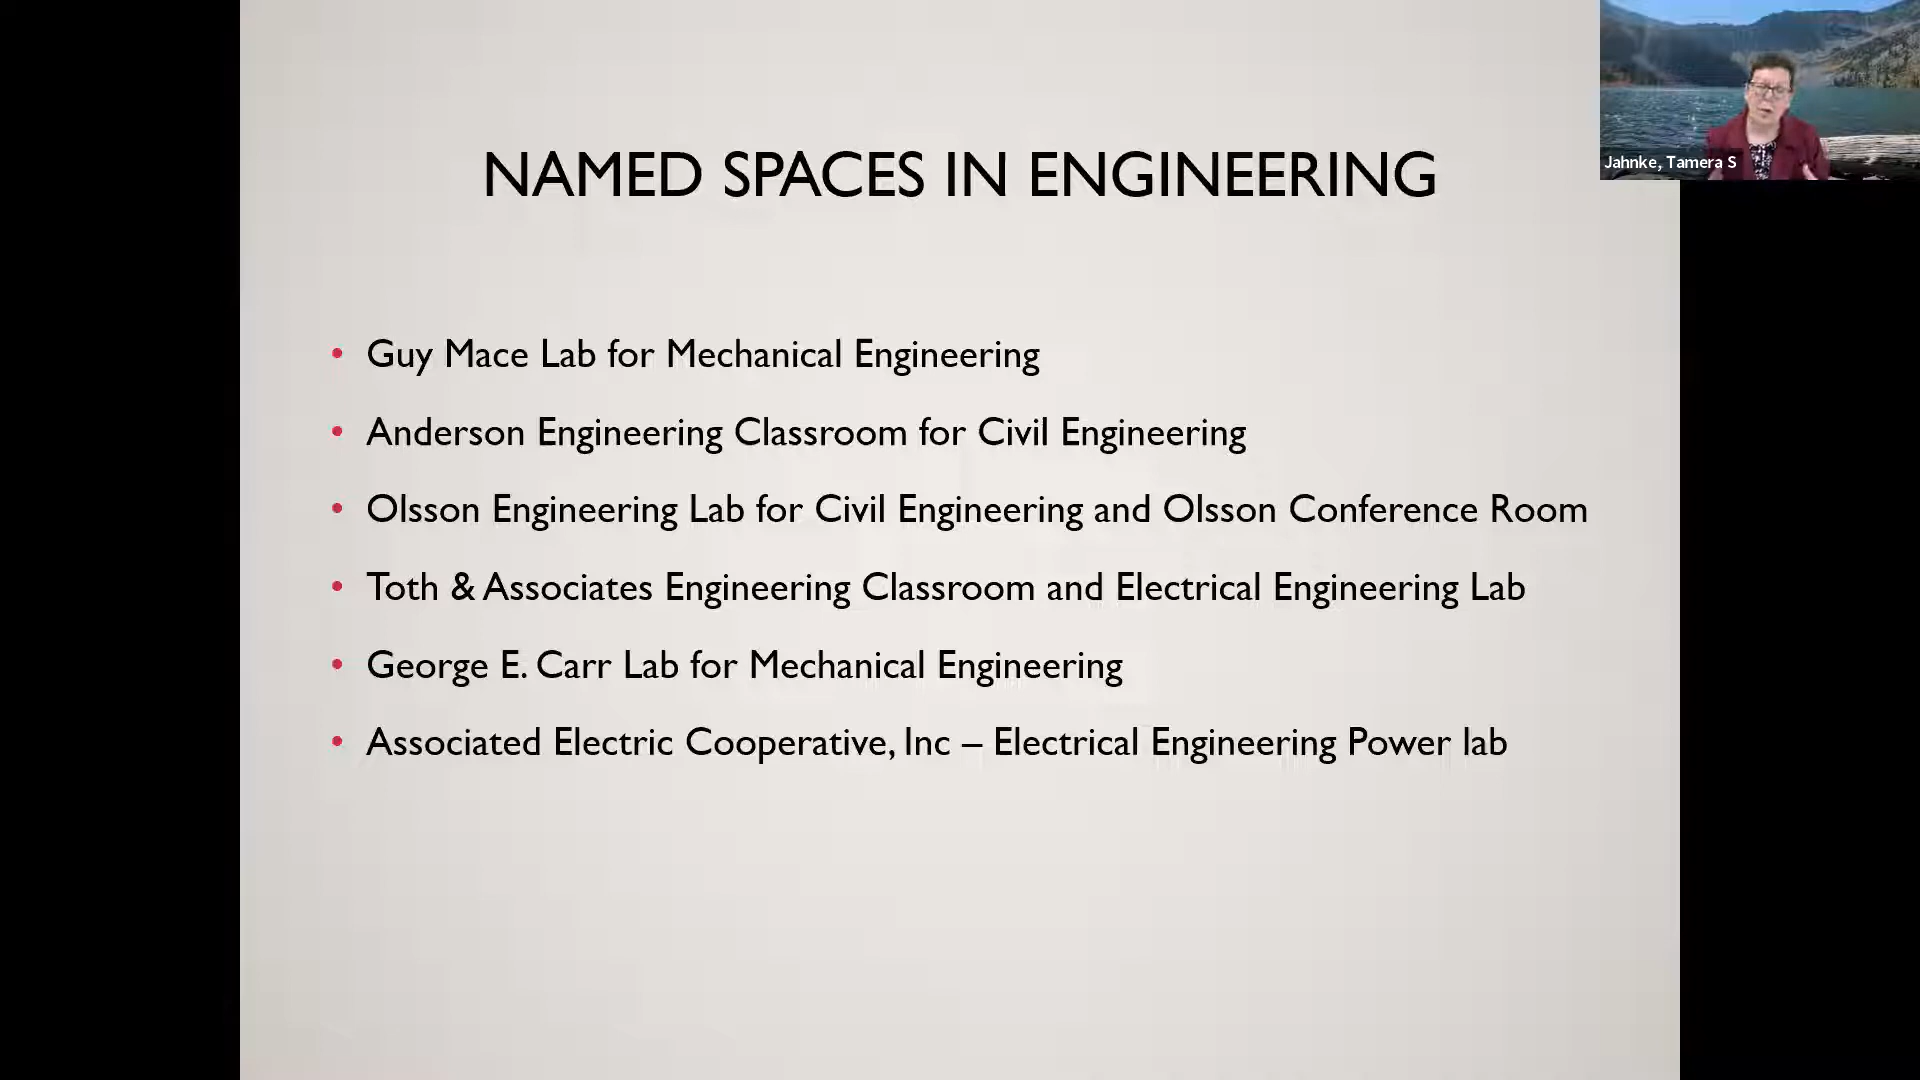 NAMED SPACES IN ENGINEERING
Jahnke, Tamera S
• Guy Mace Lab for Mechanical Engineering
• Anderson Engineering Classroom for Civil Engineering
• Olsson Engineering Lab for Civil Engineering and Olsson Conference Room
• Toth & Associates Engineering Classroom and Electrical Engineering Lab
• George E. Carr Lab for Mechanical Engineering
• Associated Electric Cooperative, Inc – Electrical Engineering Power lab